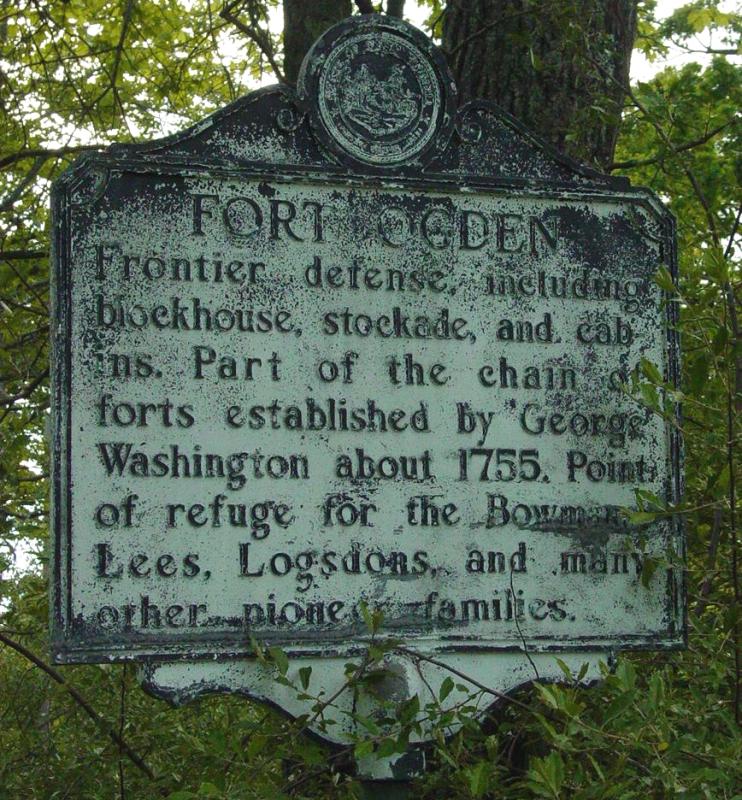 FORT OGDEN
Frontier defense, including
blockhouse, stockade, and cab-
ins. Part of the chain of
forts established by George
Washington about 1755. Point
of refuge for the Bowmans,
Lees, Logsdons, and many
other pioneer families.